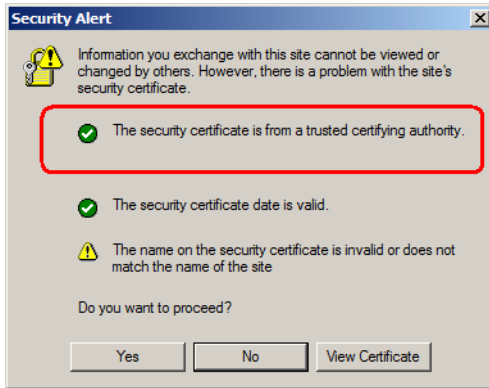 Security Alert
Information you exchange with this site cannot be viewed or
changed by others. However, there is a problem with the site's
security certificate.
The security certificate is from a trusted certifying authority.
The security certificate date is valid.
The name on the security certificate is invalid or does not
match the name of the site
Do you want to proceed?
Yes
No
View Certificate